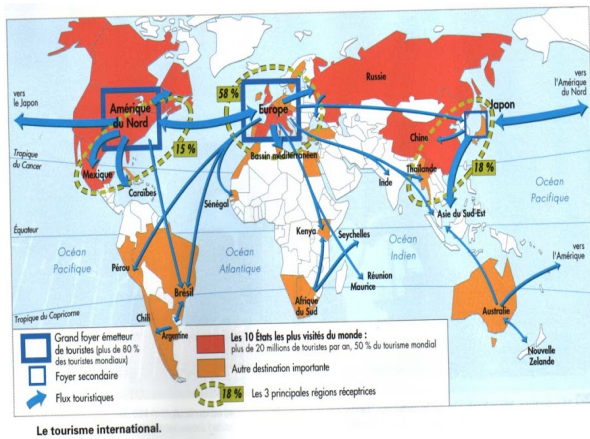 vers
le Japon
Amérique
du Nord
58 %
Europe
Russie
Japon
vers
l'Amérique
du Nord
15 %
Chine
18 %
Tropique
du Cancer
Mexique
Caraïbes
Bassin méditerranéen
Inde
Thaïlande
Océan
Pacifique
Sénégal
Asie du Sud-Est
Équateur
Kenya
Seychelles
Océan
Pacifique
Océan
Atlantique
Océan
Indien
vers
l'Amérique
Pérou
Brésil
Réunion
Maurice
Afrique
du Sud
Australie
Tropique du Capricorne
Chili
Argentine
Nouvelle
Zelande
Grand foyer émetteur
de touristes (plus de 80 %
des touristes mondiaux)
Foyer secondaire
Flux touristiques
Les 10 États les plus visités du monde :
plus de 20 millions de touristes par an, 50 % du tourisme mondial
Autre destination importante
18 %
Les 3 principales régions réceptrices
Le tourisme international.